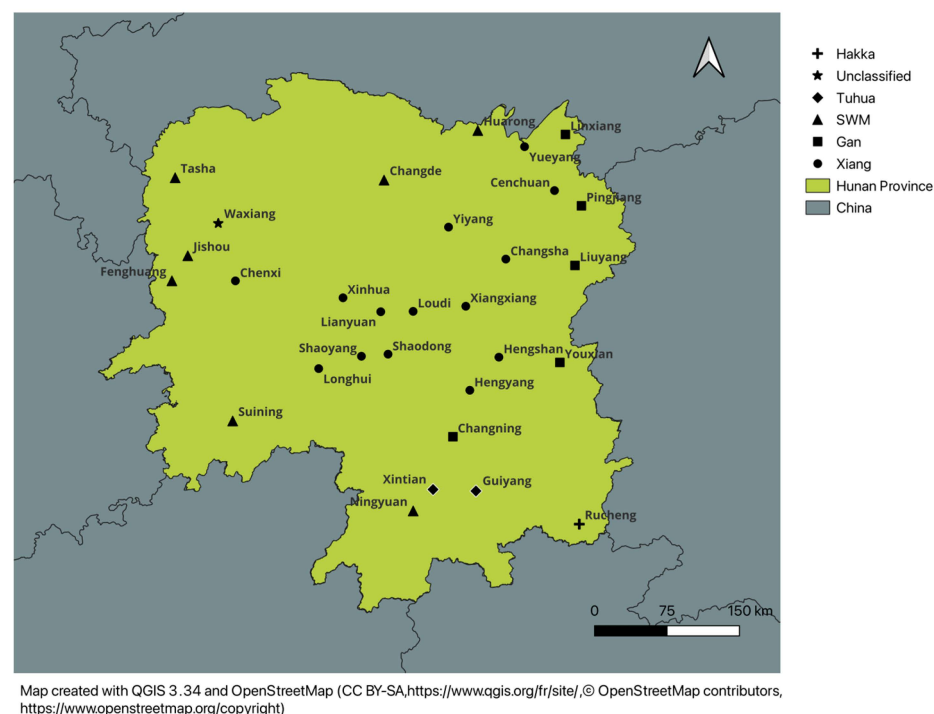 Hakka
Unclassified
Tuhua
SWM
Gan
Xiang
Hunan Province
China
Huarong
Linxiang
Yueyang
Tasha
Changde
Cenchuan
Pingjiang
Waxiang
Yiyang
Jishou
Changsha
Liuyang
Fenghuang
Chenxi
Xinhua
Loudi
Xiangxiang
Lianyuan
Shaoyang
Shaodong
Hengshan
Youxian
Longhui
Hengyang
Suining
Changning
Xintian
Guiyang
Ningyuan
Rucheng
0 75 150 km
Map created with QGIS 3.34 and OpenStreetMap (CC BY-SA,https://www.qgis.org/fr/site/,© OpenStreetMap contributors,
https://www.openstreetmap.org/copyright)